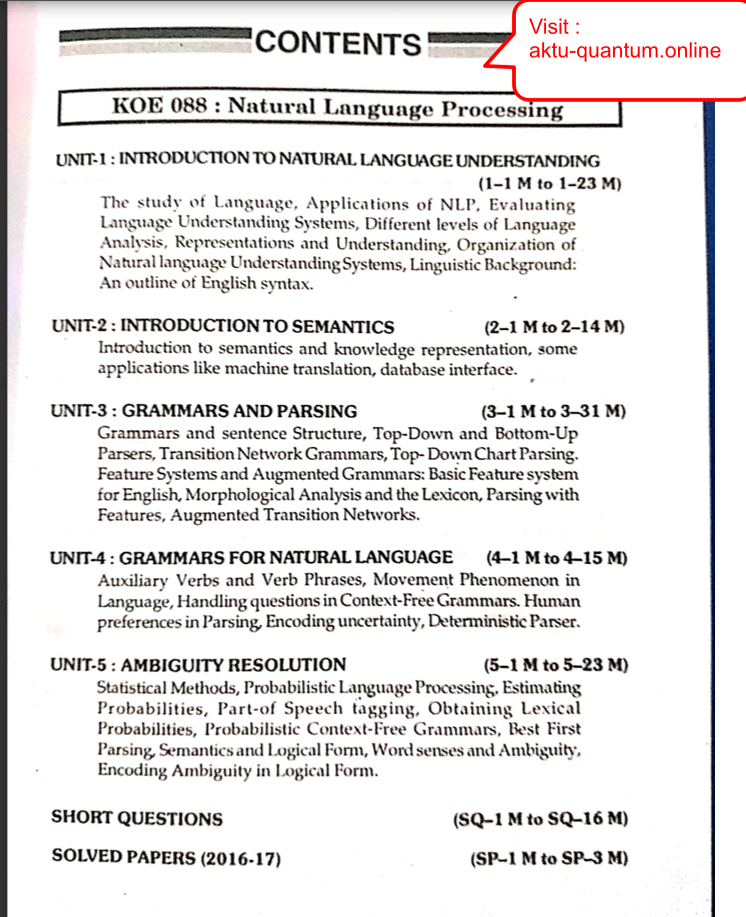 Visit :
aktu-quantum.online
CONTENTS
KOE 088 : Natural Language Processing
UNIT-1 : INTRODUCTION TO NATURAL LANGUAGE UNDERSTANDING
(1–1 M to 1–23 M)
The study of Language, Applications of NLP, Evaluating
Language Understanding Systems, Different levels of Language
Analysis, Representations and Understanding, Organization of
Natural language Understanding Systems, Linguistic Background:
An outline of English syntax.
UNIT-2 : INTRODUCTION TO SEMANTICS (2–1 M to 2–14 M)
Introduction to semantics and knowledge representation, some
applications like machine translation, database interface.
UNIT-3 : GRAMMARS AND PARSING (3–1 M to 3–31 M)
Grammars and sentence Structure, Top-Down and Bottom-Up
Parsers, Transition Network Grammars, Top- Down Chart Parsing.
Feature Systems and Augmented Grammars: Basic Feature system
for English, Morphological Analysis and the Lexicon, Parsing with
Features, Augmented Transition Networks.
UNIT-4 : GRAMMARS FOR NATURAL LANGUAGE (4–1 M to 4–15 M)
Auxiliary Verbs and Verb Phrases, Movement Phenomenon in
Language, Handling questions in Context-Free Grammars. Human
preferences in Parsing, Encoding uncertainty, Deterministic Parser.
UNIT-5 : AMBIGUITY RESOLUTION (5–1 M to 5–23 M)
Statistical Methods, Probabilistic Language Processing, Estimating
Probabilities, Part-of Speech tagging, Obtaining Lexical
Probabilities, Probabilistic Context-Free Grammars, Best First
Parsing, Semantics and Logical Form, Word senses and Ambiguity,
Encoding Ambiguity in Logical Form.
SHORT QUESTIONS (SQ–1 M to SQ–16 M)
SOLVED PAPERS (2016-17) (SP–1 M to SP–3 M)